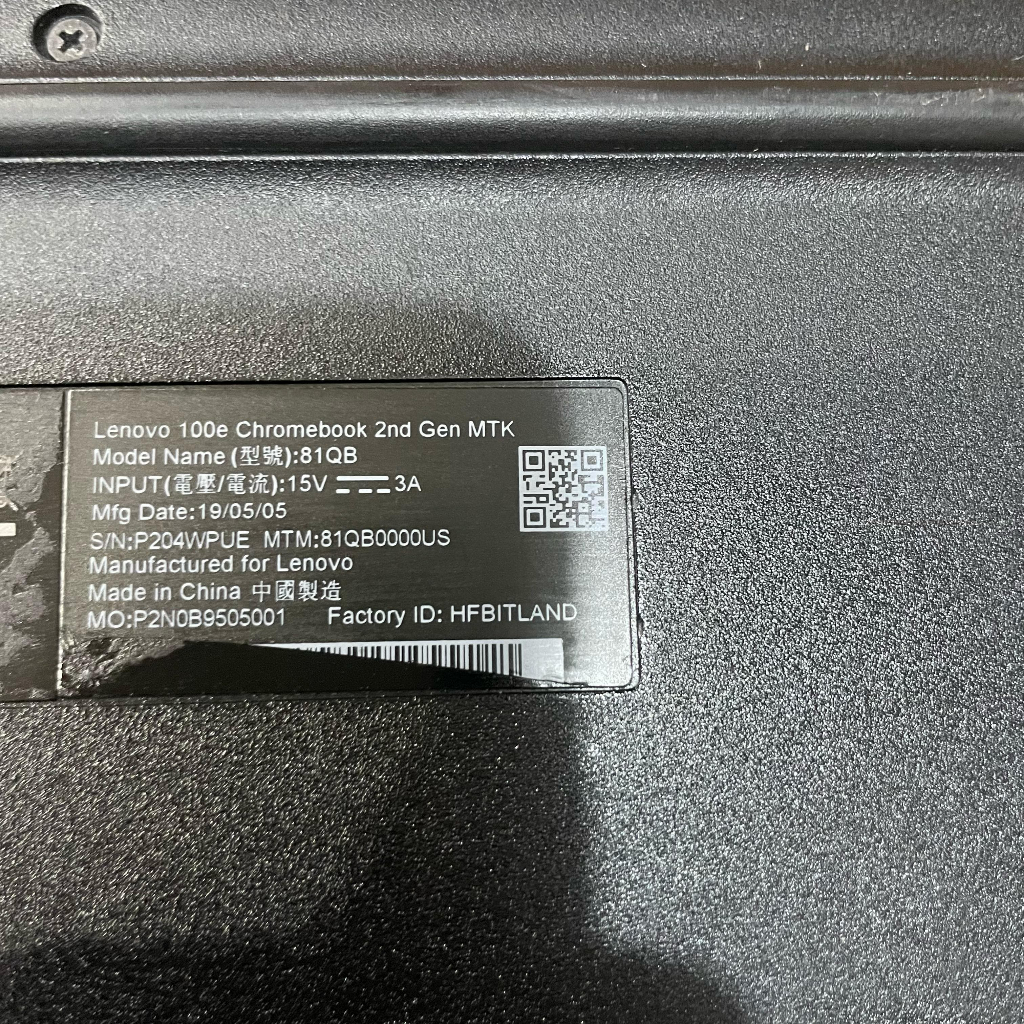 Lenovo 100e Chromebook 2nd Gen MTK
Model Name (型號):81QB
INPUT(電壓/電流):15V 3A
Mfg Date:19/05/05
S/N:P204WPUE MTM:81QB0000US
Manufactured for Lenovo
Made in China 中國製造
MO:P2N0B9505001 Factory ID: HFBITLAND